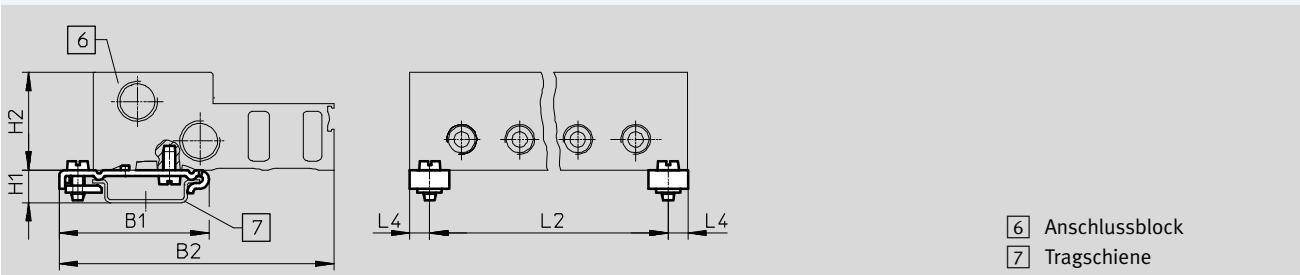 6
H2
H1
B1
7
B2
L4
L2
L4
6 Anschlussblock
7 Tragschiene